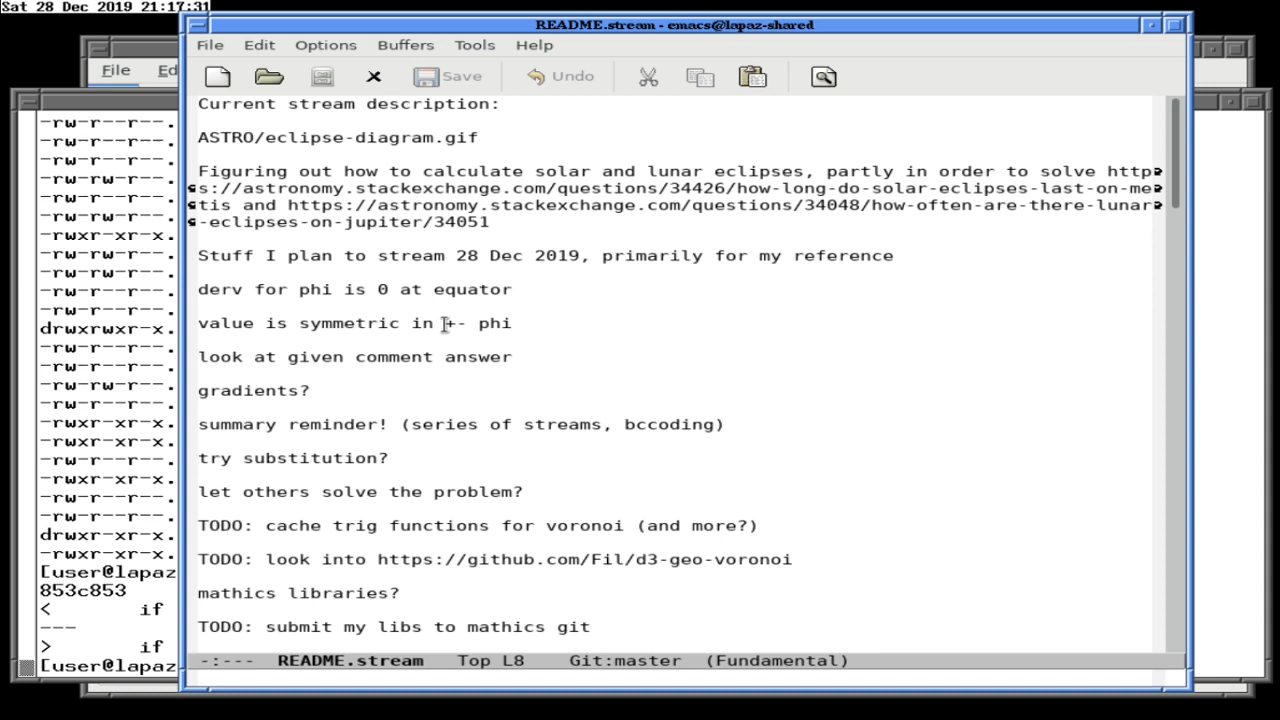 Sat 28 Dec 2019 21:17:31
README.stream - emacs@lapaz-shared
File Edit Options Buffers Tools Help
Save Undo
Current stream description:
ASTRO/eclipse-diagram.gif
Figuring out how to calculate solar and lunar eclipses, partly in order to solve http
s://astronomy.stackexchange.com/questions/34426/how-long-do-solar-eclipses-last-on-me
tis and https://astronomy.stackexchange.com/questions/34048/how-often-are-there-lunar
-eclipses-on-jupiter/34051
Stuff I plan to stream 28 Dec 2019, primarily for my reference
derv for phi is 0 at equator
value is symmetric in +- phi
look at given comment answer
gradients?
summary reminder! (series of streams, bccoding)
try substitution?
let others solve the problem?
TODO: cache trig functions for voronoi (and more?)
TODO: look into https://github.com/Fil/d3-geo-voronoi
mathics libraries?
TODO: submit my libs to mathics git
-:--- README.stream Top L8 Git:master (Fundamental)
File Ed
-rw-r--r--.
-rw-r--r--.
-rw-r--r--.
-rw-rw-r--.
-rw-r--r--.
-rw-rw-r--.
-rwxr-xr-x.
-rw-rw-r--.
-rw-rw-r--.
-rw-r--r--.
-rw-r--r--.
drwxrwxr-x.
-rw-r--r--.
-rw-r--r--.
-rw-rw-r--.
-rw-r--r--.
-rwxr-xr-x.
-rwxr-xr-x.
-rw-r--r--.
-rwxr-xr-x.
-rw-r--r--.
-rw-r--r--.
drwxr-xr-x.
-rwxr-xr-x.
[user@lapaz
853c853
< if
---
> if
[user@lapaz